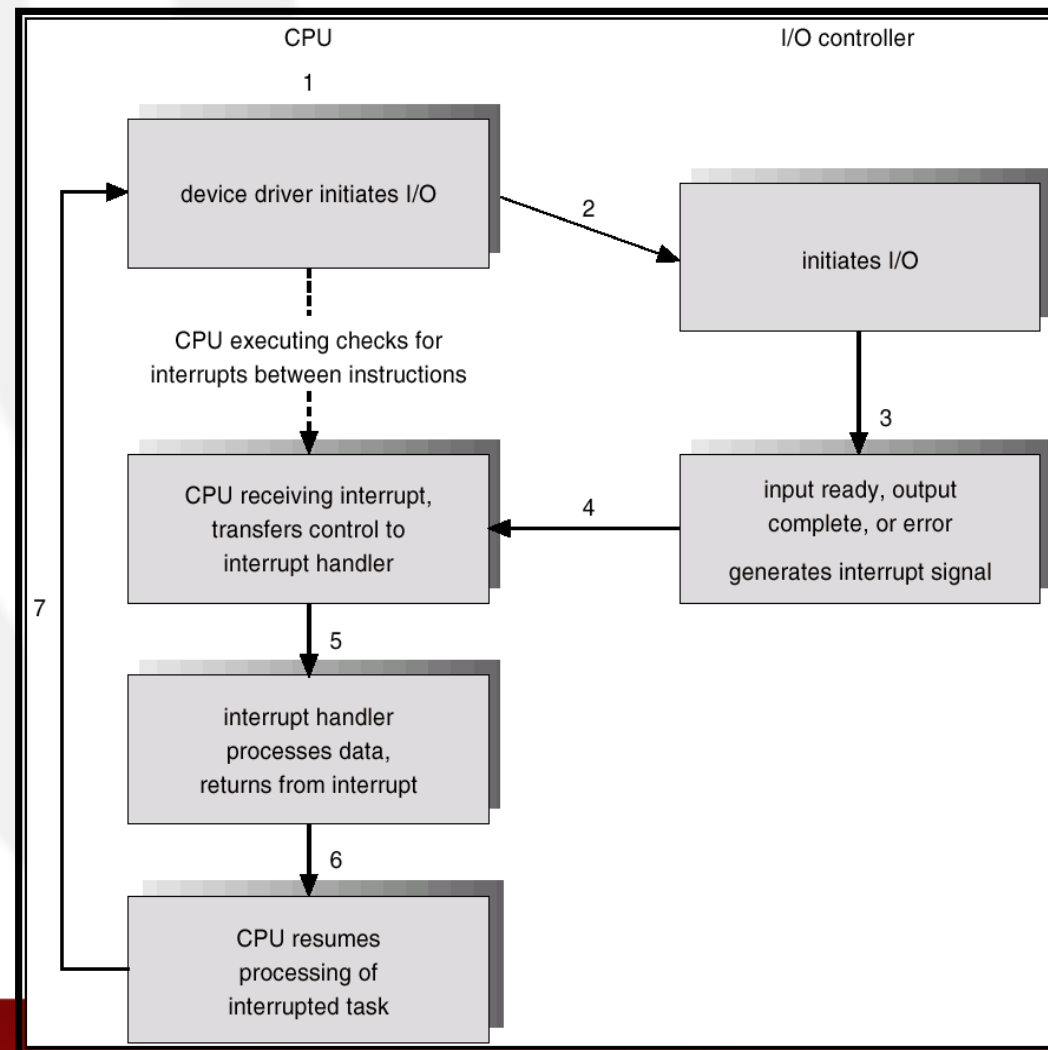 CPU
I/O controller
1
device driver initiates I/O
2
initiates I/O
CPU executing checks for
interrupts between instructions
3
CPU receiving interrupt,
transfers control to
interrupt handler
4
input ready, output
complete, or error
generates interrupt signal
7
5
interrupt handler
processes data,
returns from interrupt
6
CPU resumes
processing of
interrupted task